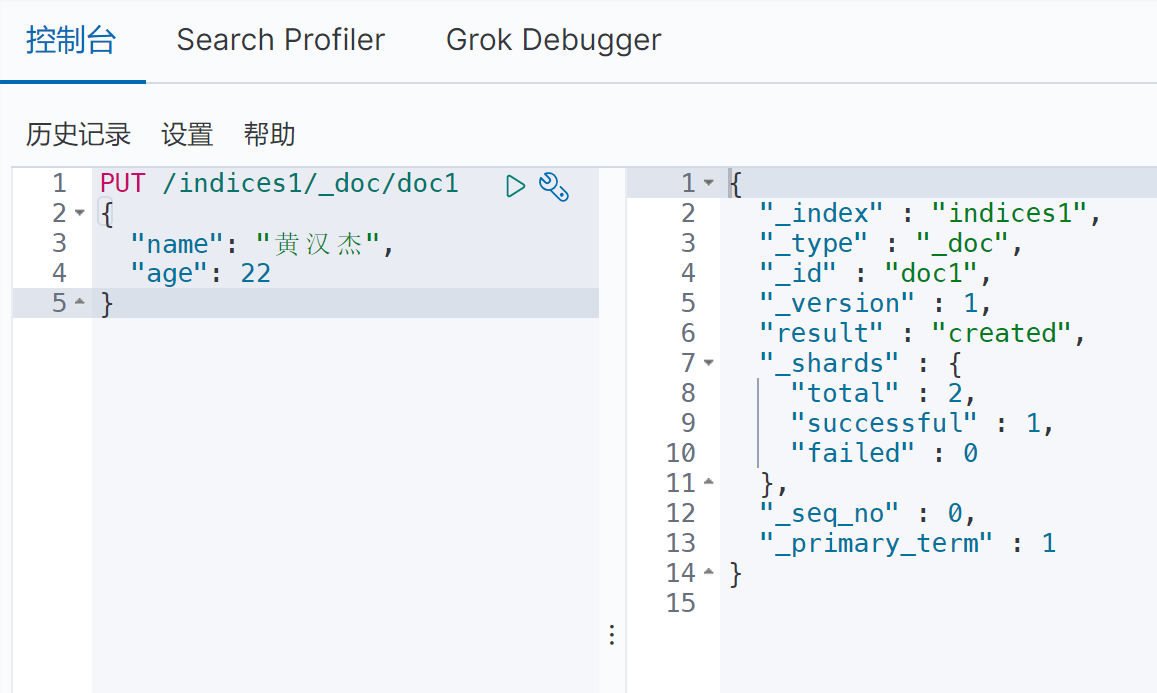 控制台 Search Profiler Grok Debugger
历史记录 设置 帮助
1 PUT /indices1/_doc/doc1
2 {
3 "name": "黄汉杰",
4 "age": 22
5 }
1 {
2 "_index" : "indices1",
3 "_type" : "_doc",
4 "_id" : "doc1",
5 "_version" : 1,
6 "result" : "created",
7 "_shards" : {
8 "total" : 2,
9 "successful" : 1,
10 "failed" : 0
11 },
12 "_seq_no" : 0,
13 "_primary_term" : 1
14 }
15